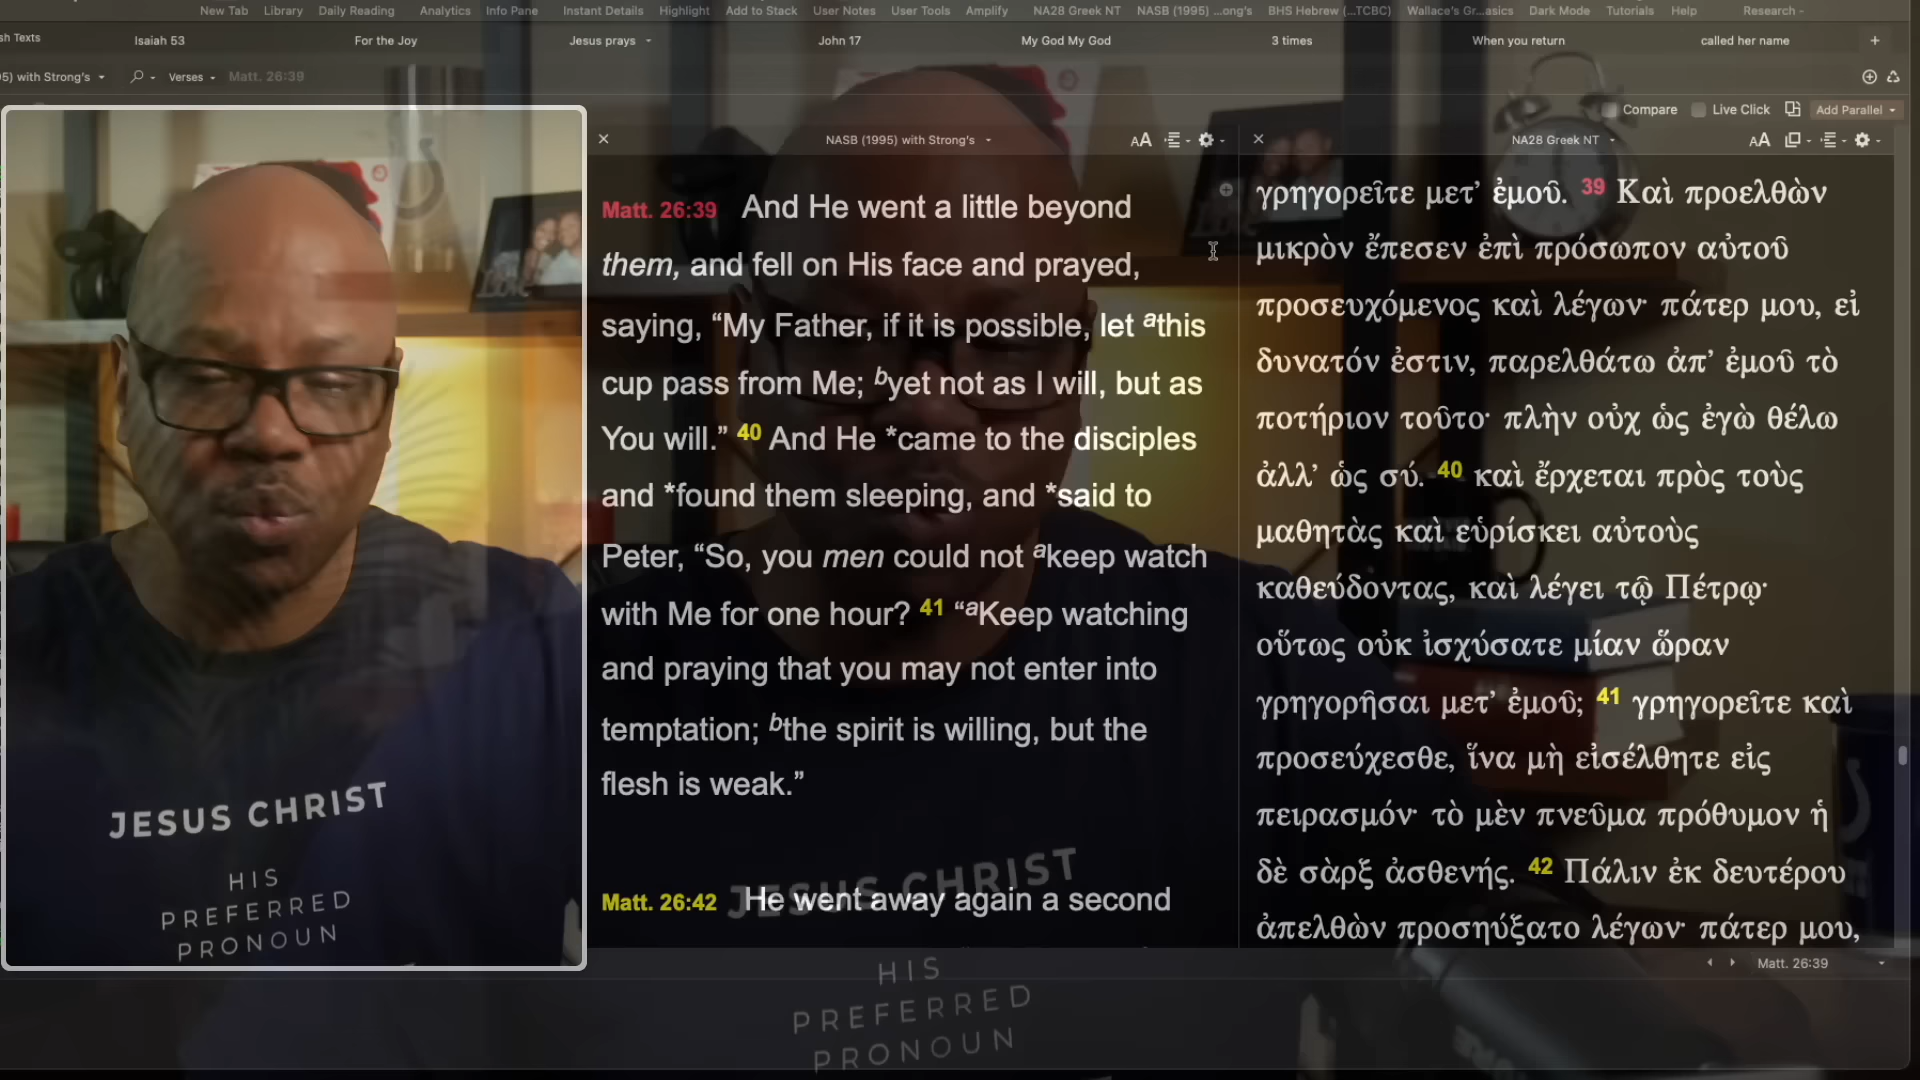 New Tab Library Daily Reading Analytics Info Pane Instant Details Highlight Add to Stack User Notes User Tools Amplify NA28 Greek NT NASB (1995) ...ong's BHS Hebrew (...TCBC) Wallace's Gr...asics Dark Mode Tutorials Help Research
sh Texts Isaiah 53 For the Joy Jesus prays John 17 My God My God 3 times When you return called her name +
95) with Strong's Verses Matt. 26:39
Compare Live Click Add Parallel
NASB (1995) with Strong's AA
Matt. 26:39 And He went a little beyond
them, and fell on His face and prayed,
saying, “My Father, if it is possible, let ᵃthis
cup pass from Me; ᵇyet not as I will, but as
You will.” 40 And He *came to the disciples
and *found them sleeping, and *said to
Peter, “So, you men could not ᵃkeep watch
with Me for one hour? 41 “ᵃKeep watching
and praying that you may not enter into
temptation; ᵇthe spirit is willing, but the
flesh is weak.”
Matt. 26:42 He went away again a second
NA28 Greek NT AA
γρηγορεῖτε μετ’ ἐμοῦ. 39 Καὶ προελθὼν
μικρὸν ἔπεσεν ἐπὶ πρόσωπον αὐτοῦ
προσευχόμενος καὶ λέγων· πάτερ μου, εἰ
δυνατόν ἐστιν, παρελθάτω ἀπ’ ἐμοῦ τὸ
ποτήριον τοῦτο· πλὴν οὐχ ὡς ἐγὼ θέλω
ἀλλ’ ὡς σύ. 40 καὶ ἔρχεται πρὸς τοὺς
μαθητὰς καὶ εὑρίσκει αὐτοὺς
καθεύδοντας, καὶ λέγει τῷ Πέτρῳ·
οὕτως οὐκ ἰσχύσατε μίαν ὥραν
γρηγορῆσαι μετ’ ἐμοῦ; 41 γρηγορεῖτε καὶ
προσεύχεσθε, ἵνα μὴ εἰσέλθητε εἰς
πειρασμόν· τὸ μὲν πνεῦμα πρόθυμον ἡ
δὲ σὰρξ ἀσθενής. 42 Πάλιν ἐκ δευτέρου
ἀπελθὼν προσηύξατο λέγων· πάτερ μου,
Matt. 26:39
JESUS CHRIST
HIS
PREFERRED
PRONOUN
JESUS CHRIST
HIS
PREFERRED
PRONOUN